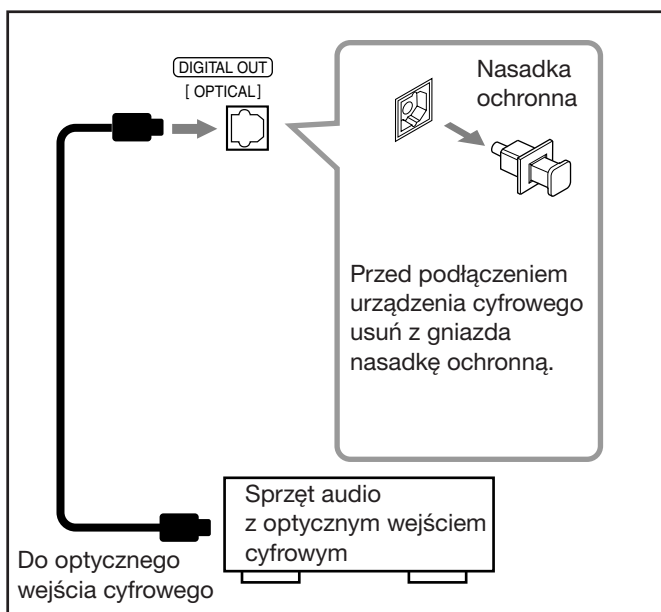 DIGITAL OUT
[ OPTICAL ]
Nasadka
ochronna
Przed podłączeniem
urządzenia cyfrowego
usuń z gniazda
nasadkę ochronną.
Sprzęt audio
z optycznym wejściem
cyfrowym
Do optycznego
wejścia cyfrowego